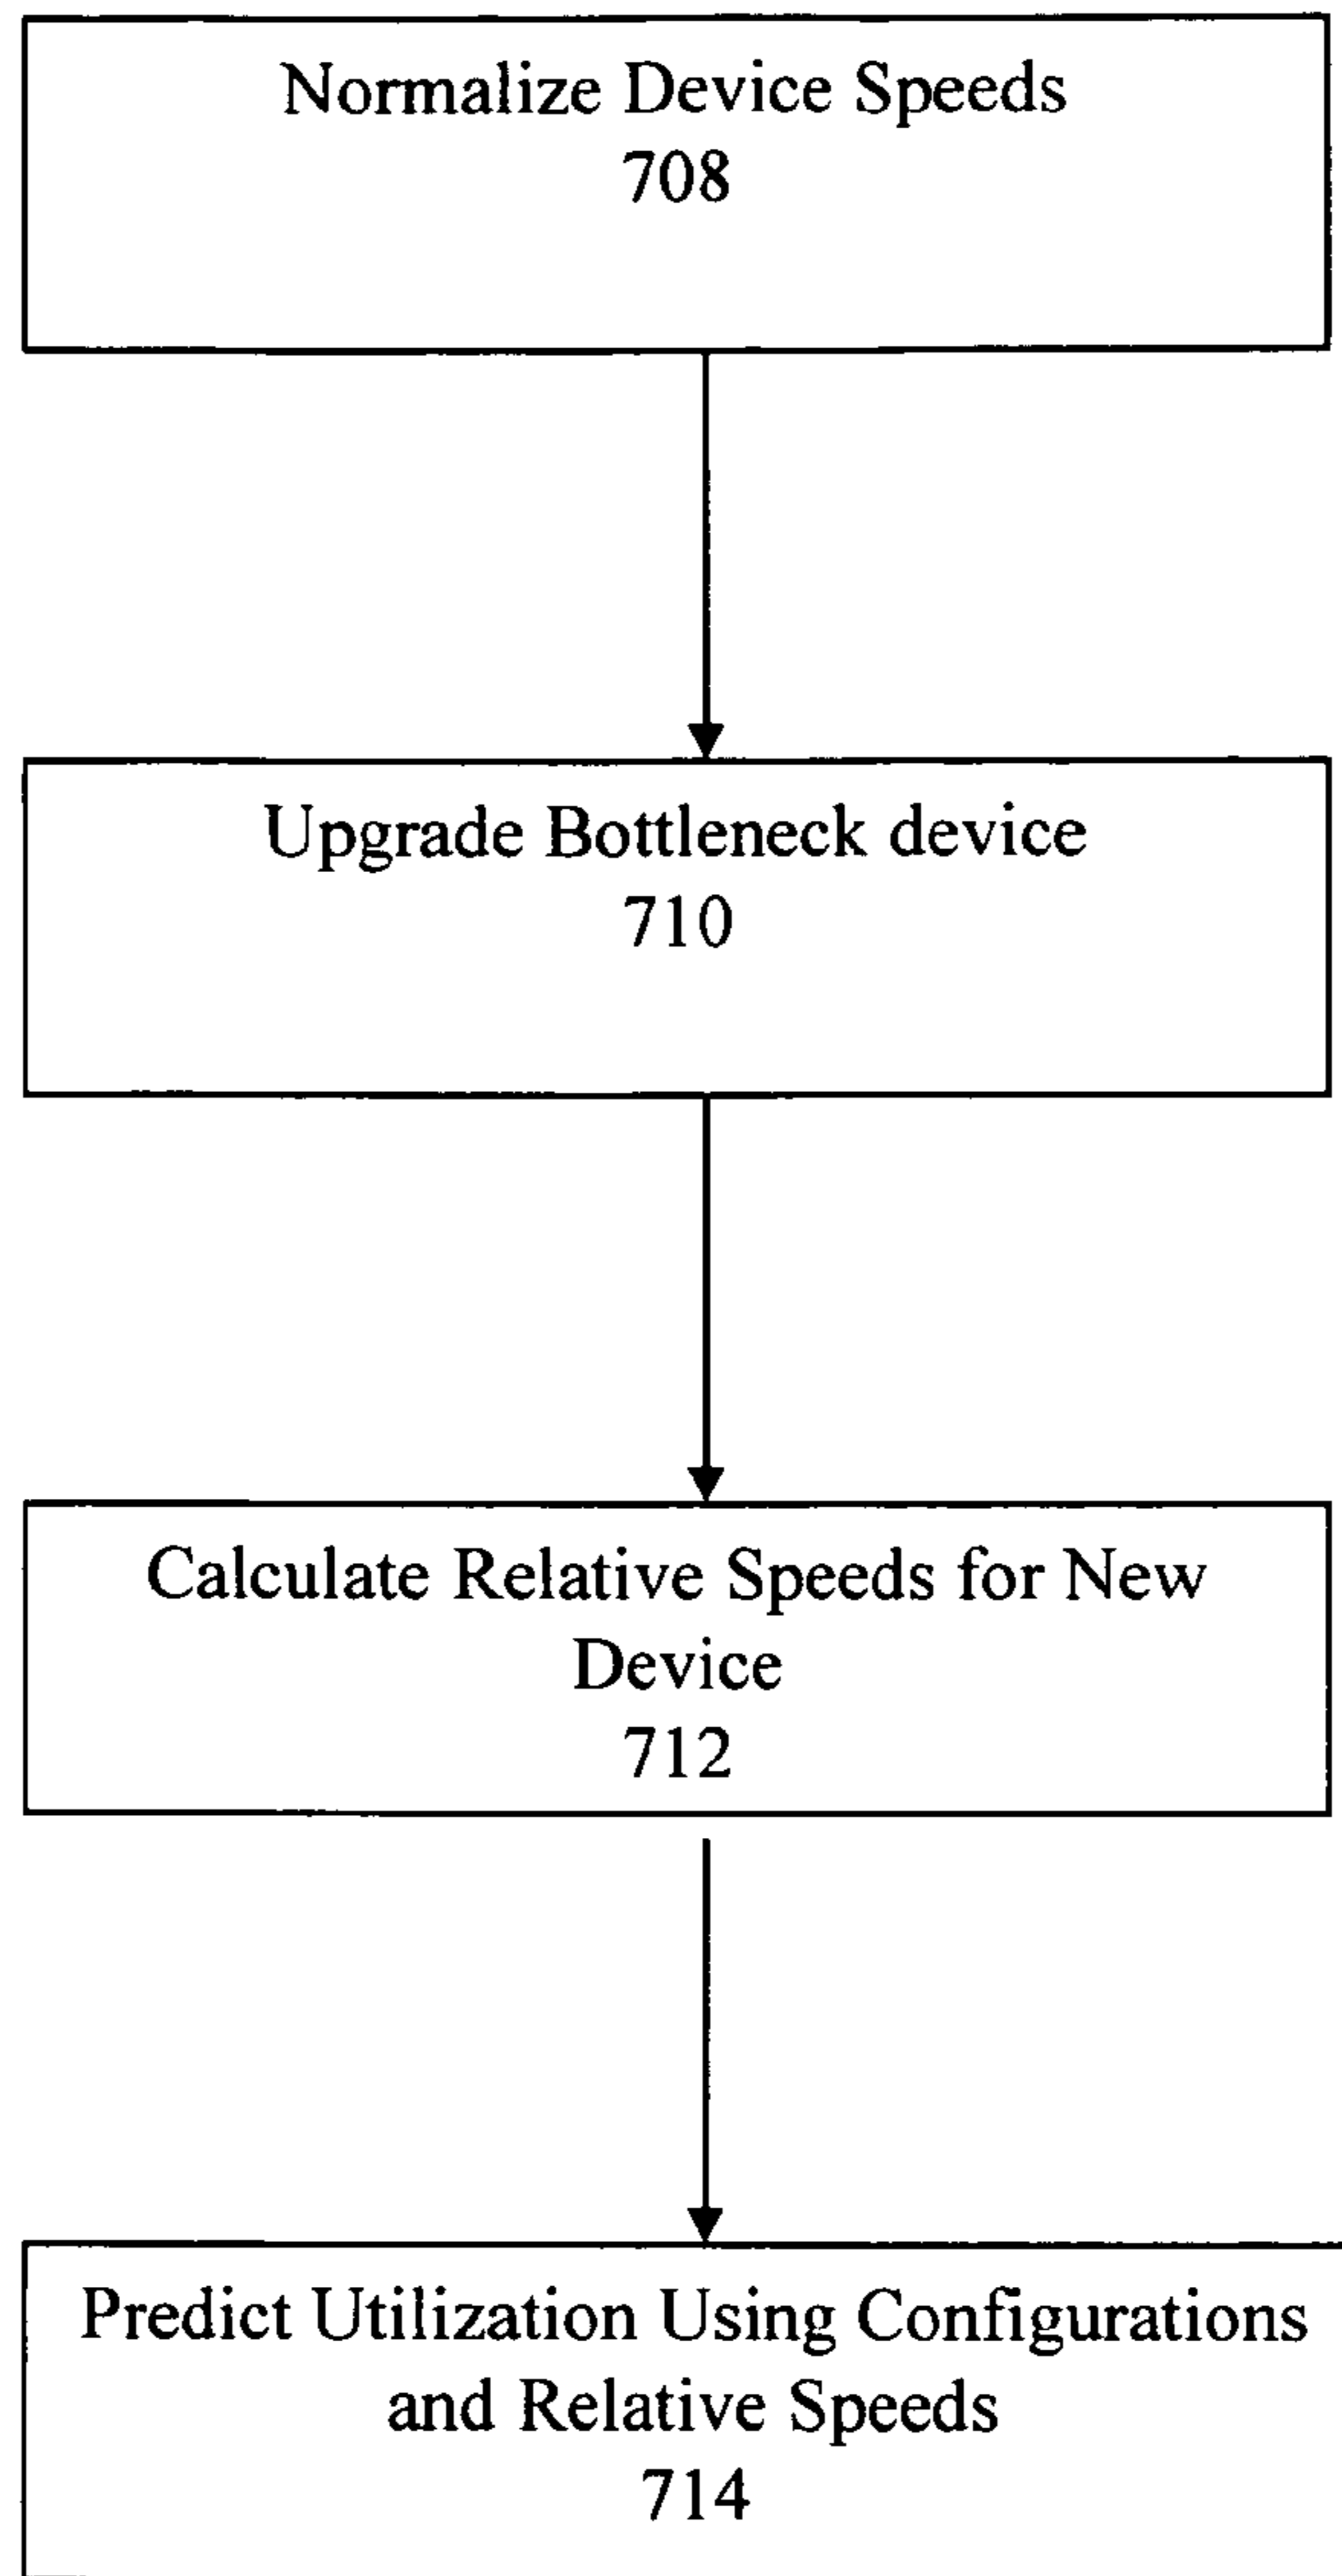 Normalize Device Speeds
708
Upgrade Bottleneck device
710
Calculate Relative Speeds for New
Device
712
Predict Utilization Using Configurations
and Relative Speeds
714